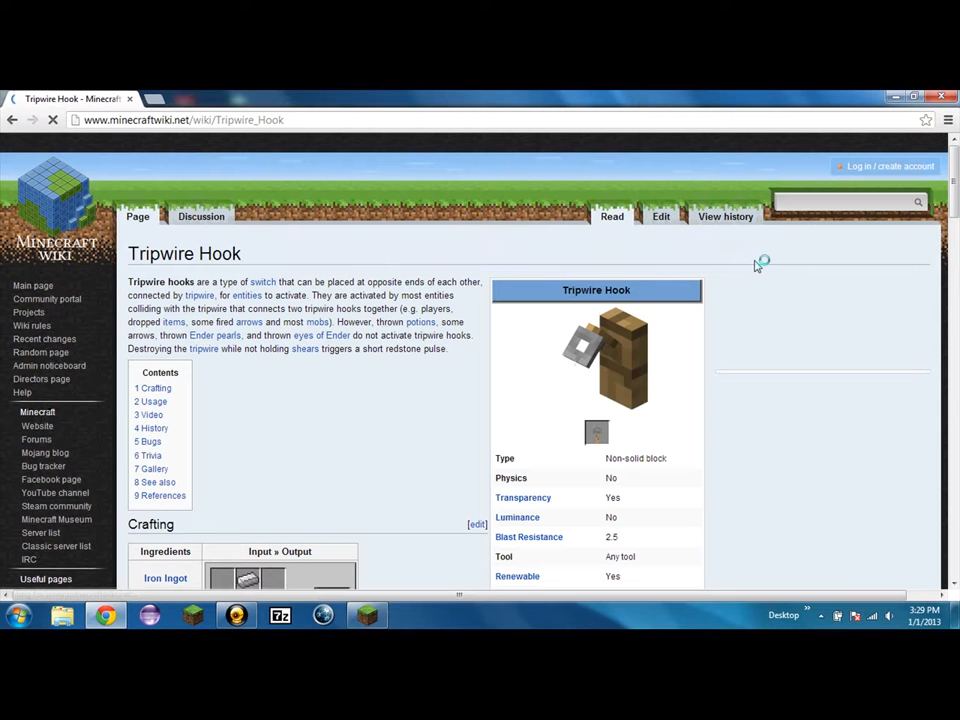 Tripwire Hook - Minecraft
www.minecraftwiki.net/wiki/Tripwire_Hook
Log in / create account
MINECRAFT
WIKI
Page
Discussion
Read
Edit
View history
Main page
Community portal
Projects
Wiki rules
Recent changes
Random page
Admin noticeboard
Directors page
Help
Minecraft
Website
Forums
Mojang blog
Bug tracker
Facebook page
YouTube channel
Steam community
Minecraft Museum
Server list
Classic server list
IRC
Useful pages
Tripwire Hook
Tripwire hooks are a type of switch that can be placed at opposite ends of each other,
connected by tripwire, for entities to activate. They are activated by most entities
colliding with the tripwire that connects two tripwire hooks together (e.g. players,
dropped items, some fired arrows and most mobs). However, thrown potions, some
arrows, thrown Ender pearls, and thrown eyes of Ender do not activate tripwire hooks.
Destroying the tripwire while not holding shears triggers a short redstone pulse.
Contents
1 Crafting
2 Usage
3 Video
4 History
5 Bugs
6 Trivia
7 Gallery
8 See also
9 References
Crafting
[edit]
Ingredients
Input » Output
Iron Ingot
Tripwire Hook
Type Non-solid block
Physics No
Transparency Yes
Luminance No
Blast Resistance 2.5
Tool Any tool
Renewable Yes
7z
Desktop
3:29 PM
1/1/2013